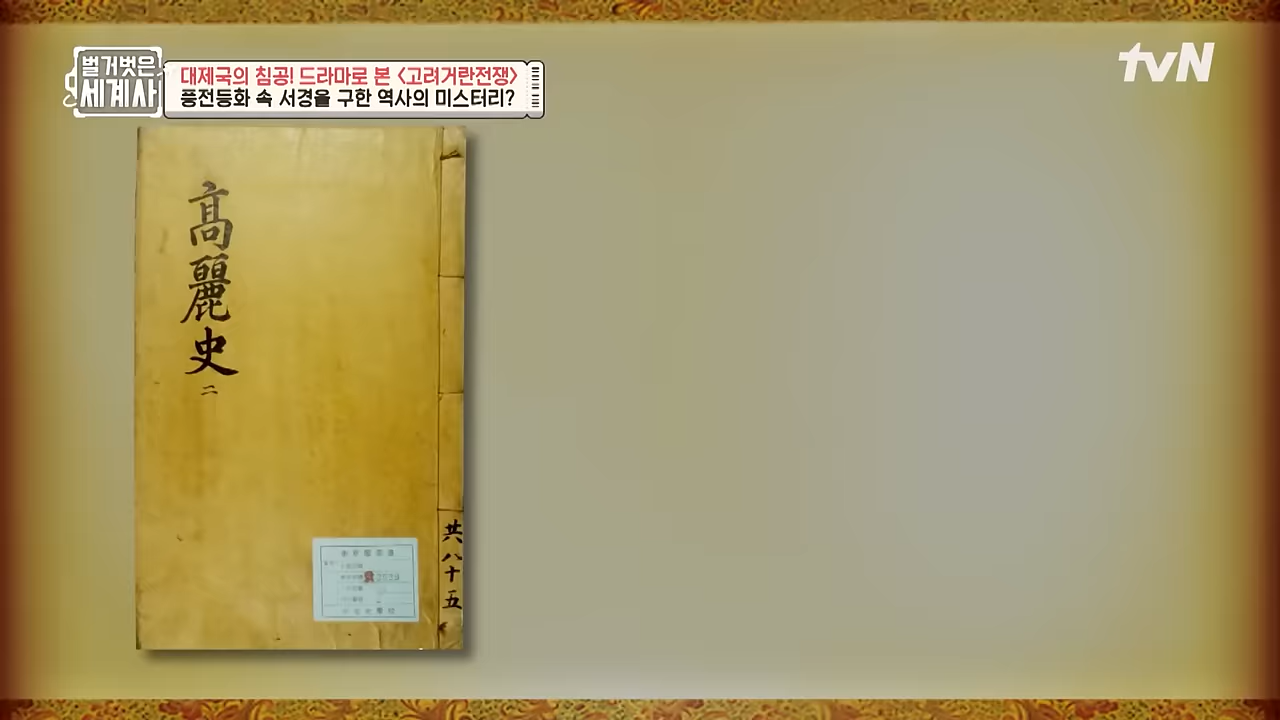 벌거벗은
세계사
대제국의 침공! 드라마로 본 <고려거란전쟁>
풍전등화 속 서경을 구한 역사의 미스터리?
tvN
高麗史
二
共八十五